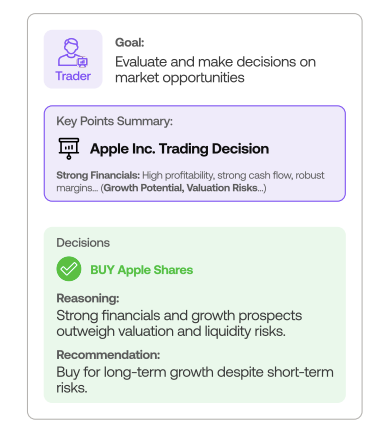 Trader
Goal:
Evaluate and make decisions on
market opportunities
Key Points Summary:
Apple Inc. Trading Decision
Strong Financials: High profitability, strong cash flow, robust
margins... (Growth Potential, Valuation Risks...)
Decisions
BUY Apple Shares
Reasoning:
Strong financials and growth prospects
outweigh valuation and liquidity risks.
Recommendation:
Buy for long-term growth despite short-term
risks.